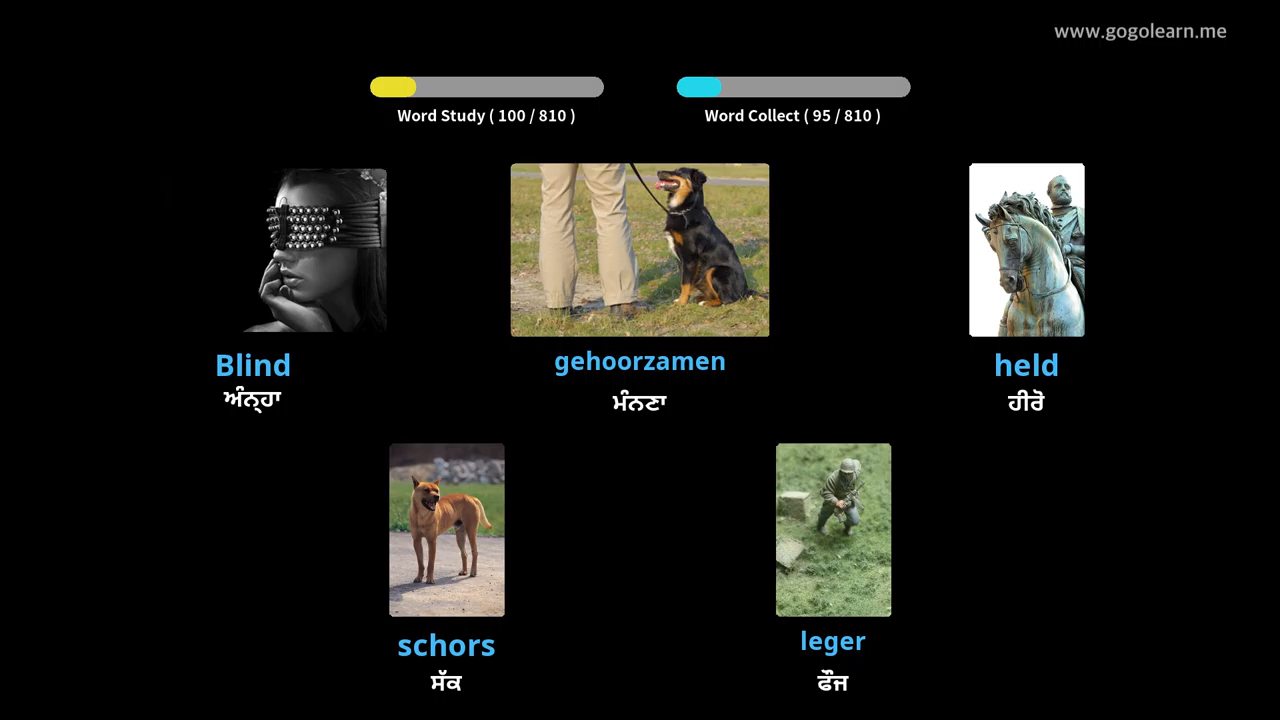 www.gogolearn.me
Word Study ( 100 / 810 )
Word Collect ( 95 / 810 )
Blind
ਅੰਨ੍ਹਾ
gehoorzamen
ਮੰਨਣਾ
held
ਹੀਰੋ
schors
ਸੱਕ
leger
ਫੌਜ